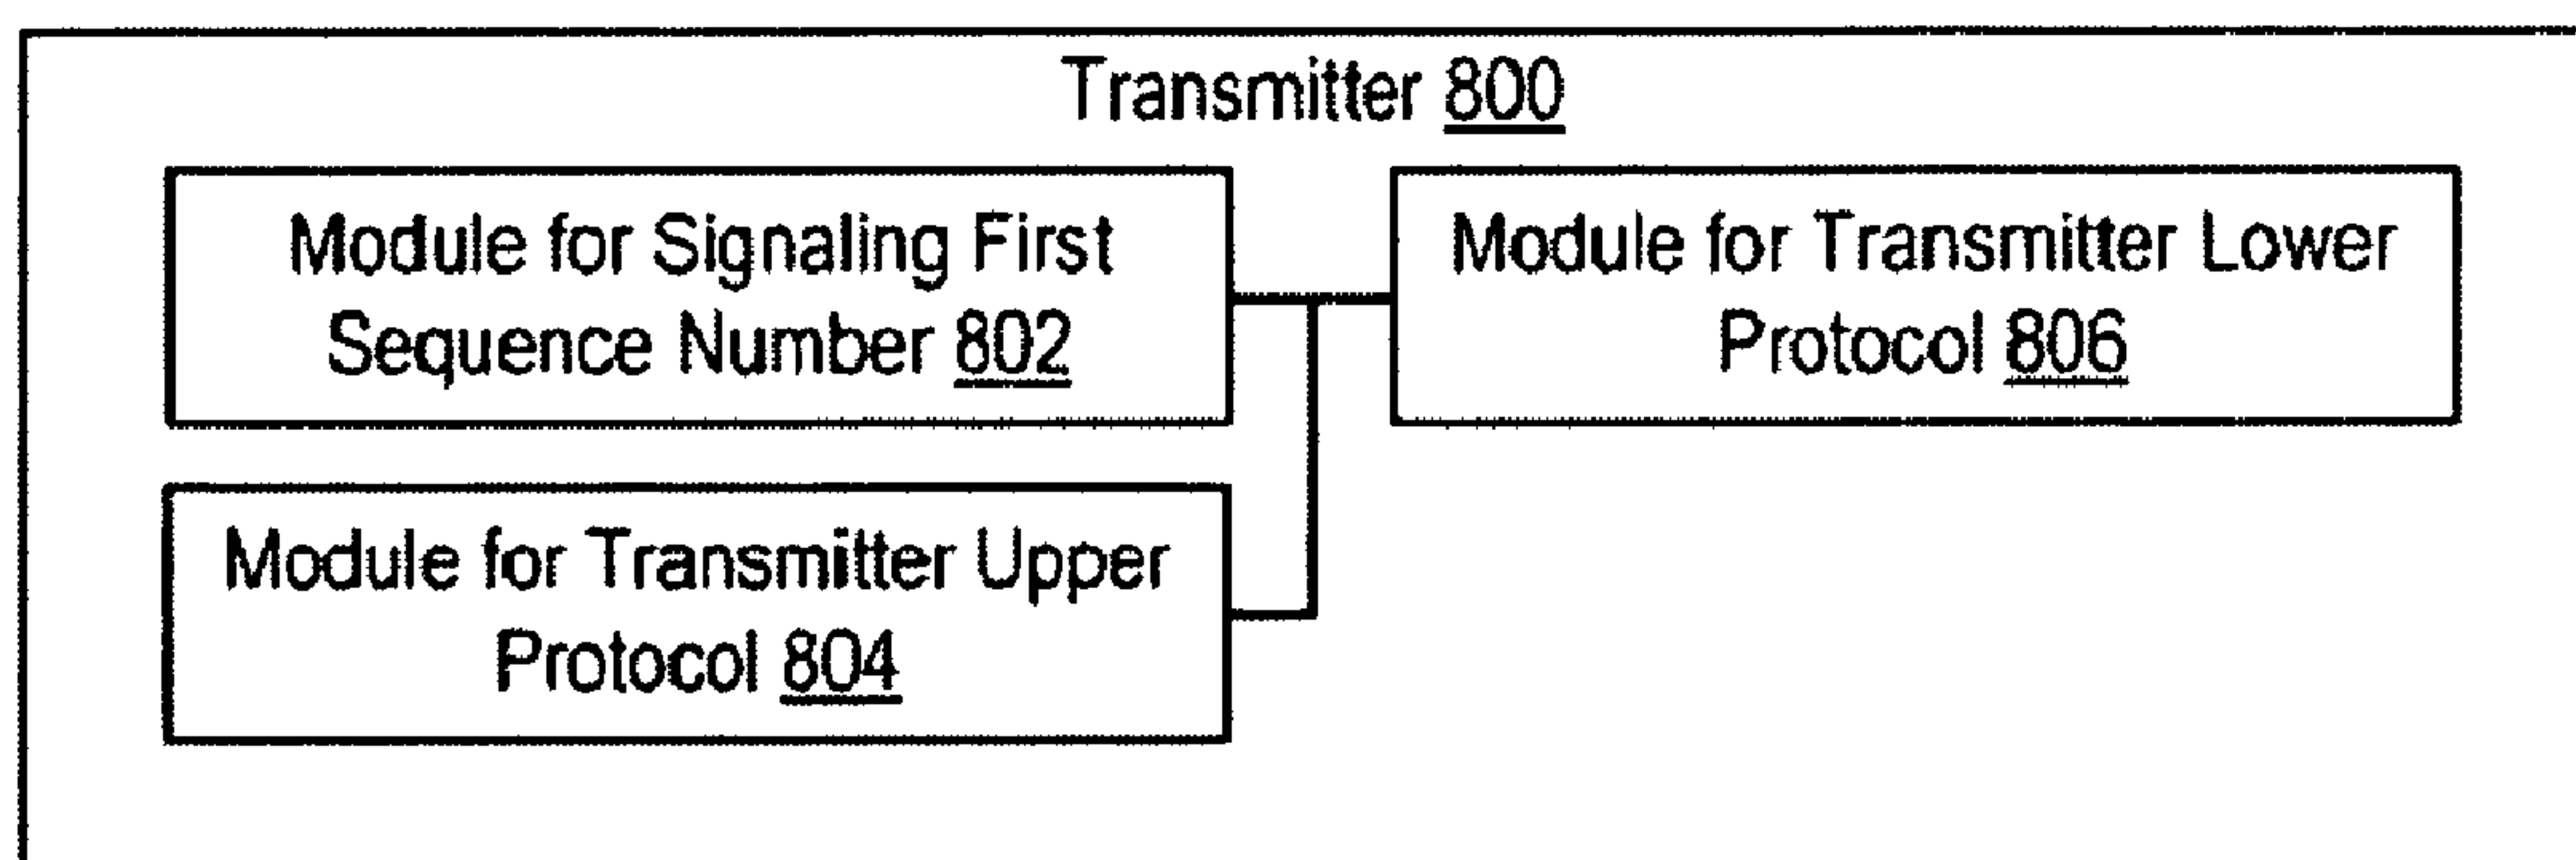 Transmitter 800
Module for Signaling First
Sequence Number 802
Module for Transmitter Lower
Protocol 806
Module for Transmitter Upper
Protocol 804